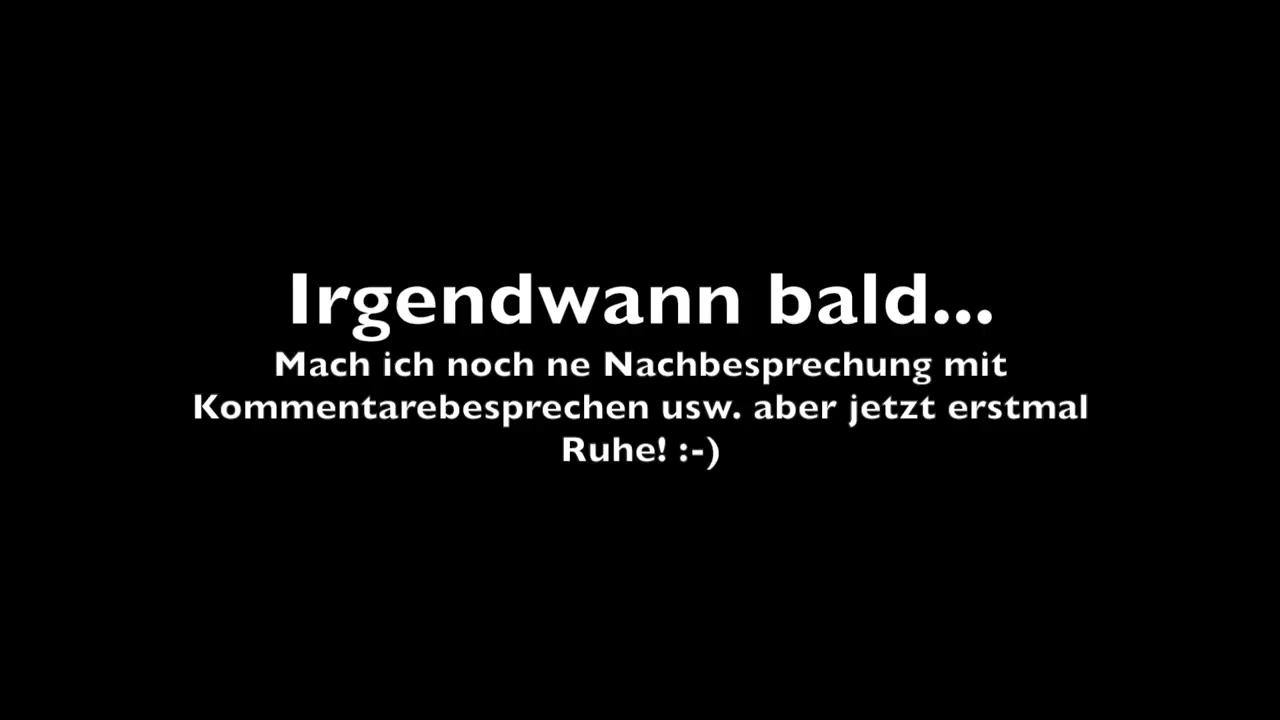 Irgendwann bald...
Mach ich noch ne Nachbesprechung mit
Kommentarebesprechen usw. aber jetzt erstmal
Ruhe! :-)